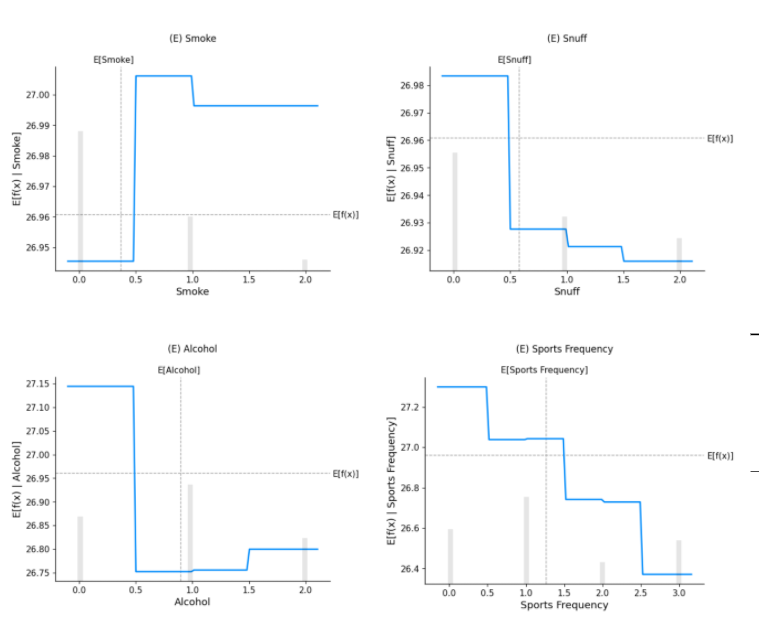 (E) Smoke
E[Smoke]
27.00
26.99
26.98
26.97
26.96
26.95
E[f(x) | Smoke]
E[f(x)]
0.0 0.5 1.0 1.5 2.0
Smoke
(E) Snuff
E[Snuff]
26.98
26.97
26.96
26.95
26.94
26.93
26.92
E[f(x) | Snuff]
E[f(x)]
0.0 0.5 1.0 1.5 2.0
Snuff
(E) Alcohol
E[Alcohol]
27.15
27.10
27.05
27.00
26.95
26.90
26.85
26.80
26.75
E[f(x) | Alcohol]
E[f(x)]
0.0 0.5 1.0 1.5 2.0
Alcohol
(E) Sports Frequency
E[Sports Frequency]
27.2
27.0
26.8
26.6
26.4
E[f(x) | Sports Frequency]
E[f(x)]
0.0 0.5 1.0 1.5 2.0 2.5 3.0
Sports Frequency